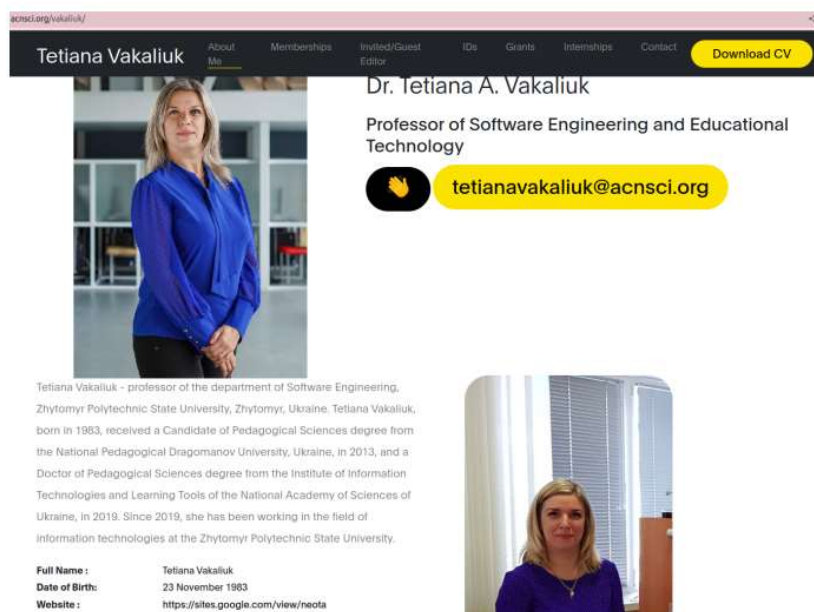 acnsci.org/vakaliuk/
Tetiana Vakaliuk
About Me
Memberships
Invited/Guest Editor
IDs
Grants
Internships
Contact
Download CV
Dr. Tetiana A. Vakaliuk
Professor of Software Engineering and Educational
Technology
tetianavakaliuk@acnsci.org
Tetiana Vakaliuk - professor of the department of Software Engineering,
Zhytomyr Polytechnic State University, Zhytomyr, Ukraine. Tetiana Vakaliuk,
born in 1983, received a Candidate of Pedagogical Sciences degree from
the National Pedagogical Dragomanov University, Ukraine, in 2013, and a
Doctor of Pedagogical Sciences degree from the Institute of Information
Technologies and Learning Tools of the National Academy of Sciences of
Ukraine, in 2019. Since 2019, she has been working in the field of
information technologies at the Zhytomyr Polytechnic State University.
Full Name : Tetiana Vakaliuk
Date of Birth: 23 November 1983
Website : https://sites.google.com/view/neota